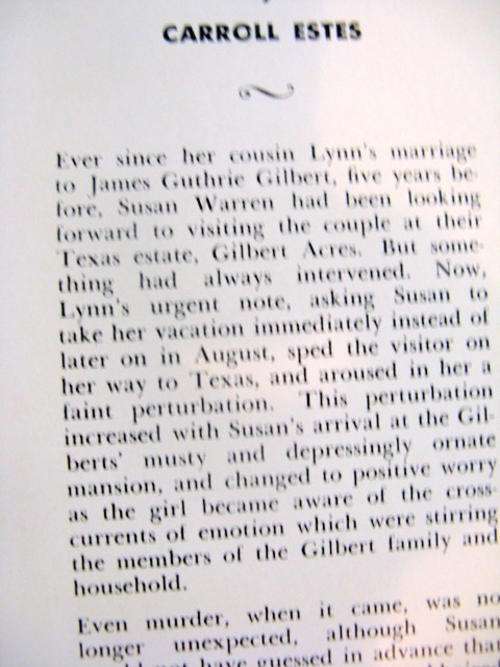 CARROLL ESTES
Ever since her cousin Lynn's marriage
to James Guthrie Gilbert, five years be-
fore, Susan Warren had been looking
forward to visiting the couple at their
Texas estate, Gilbert Acres. But some-
thing had always intervened. Now,
Lynn's urgent note, asking Susan to
take her vacation immediately instead of
later on in August, sped the visitor on
her way to Texas, and aroused in her a
faint perturbation. This perturbation
increased with Susan's arrival at the Gil-
berts' musty and depressingly ornate
mansion, and changed to positive worry
as the girl became aware of the cross-
currents of emotion which were stirring
the members of the Gilbert family and
household.
Even murder, when it came, was no
longer unexpected, although Susan
not have guessed in advance that